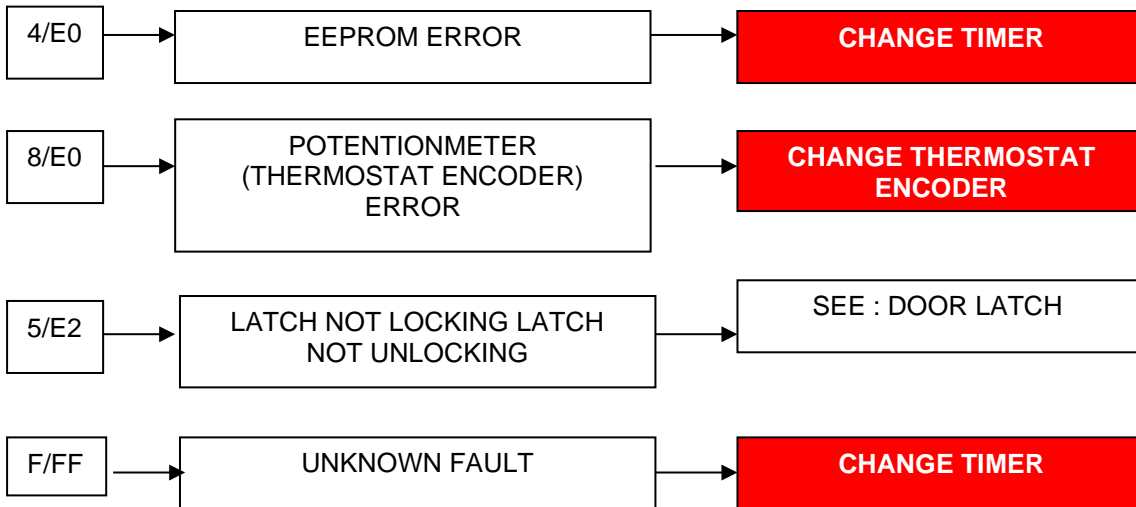 4/E0
EEPROM ERROR
CHANGE TIMER
8/E0
POTENTIONMETER
(THERMOSTAT ENCODER)
ERROR
CHANGE THERMOSTAT
ENCODER
5/E2
LATCH NOT LOCKING LATCH
NOT UNLOCKING
SEE : DOOR LATCH
F/FF
UNKNOWN FAULT
CHANGE TIMER